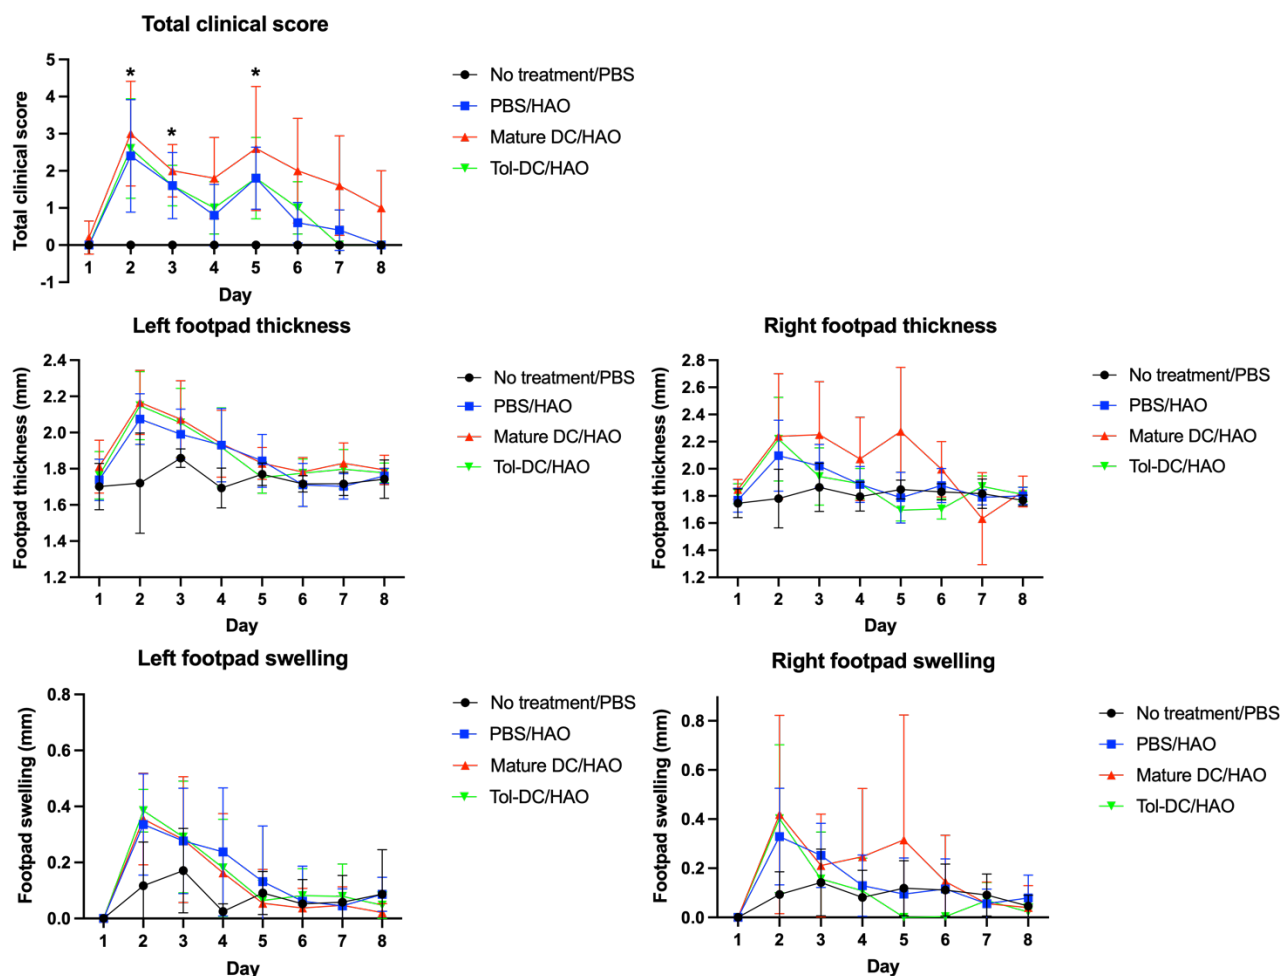 Total clinical score
Total clinical score
5
4
3
2
1
0
-1
* * *
1 2 3 4 5 6 7 8
Day
No treatment/PBS
PBS/HAO
Mature DC/HAO
Tol-DC/HAO
Left footpad thickness
Footpad thickness (mm)
2.4
2.2
2.0
1.8
1.6
1.4
1.2
1 2 3 4 5 6 7 8
Day
No treatment/PBS
PBS/HAO
Mature DC/HAO
Tol-DC/HAO
Right footpad thickness
Footpad thickness (mm)
2.8
2.6
2.4
2.2
2.0
1.8
1.6
1.4
1.2
1 2 3 4 5 6 7 8
Day
No treatment/PBS
PBS/HAO
Mature DC/HAO
Tol-DC/HAO
Left footpad swelling
Footpad swelling (mm)
0.8
0.6
0.4
0.2
0.0
1 2 3 4 5 6 7 8
Day
No treatment/PBS
PBS/HAO
Mature DC/HAO
Tol-DC/HAO
Right footpad swelling
Footpad swelling (mm)
0.8
0.6
0.4
0.2
0.0
1 2 3 4 5 6 7 8
Day
No treatment/PBS
PBS/HAO
Mature DC/HAO
Tol-DC/HAO